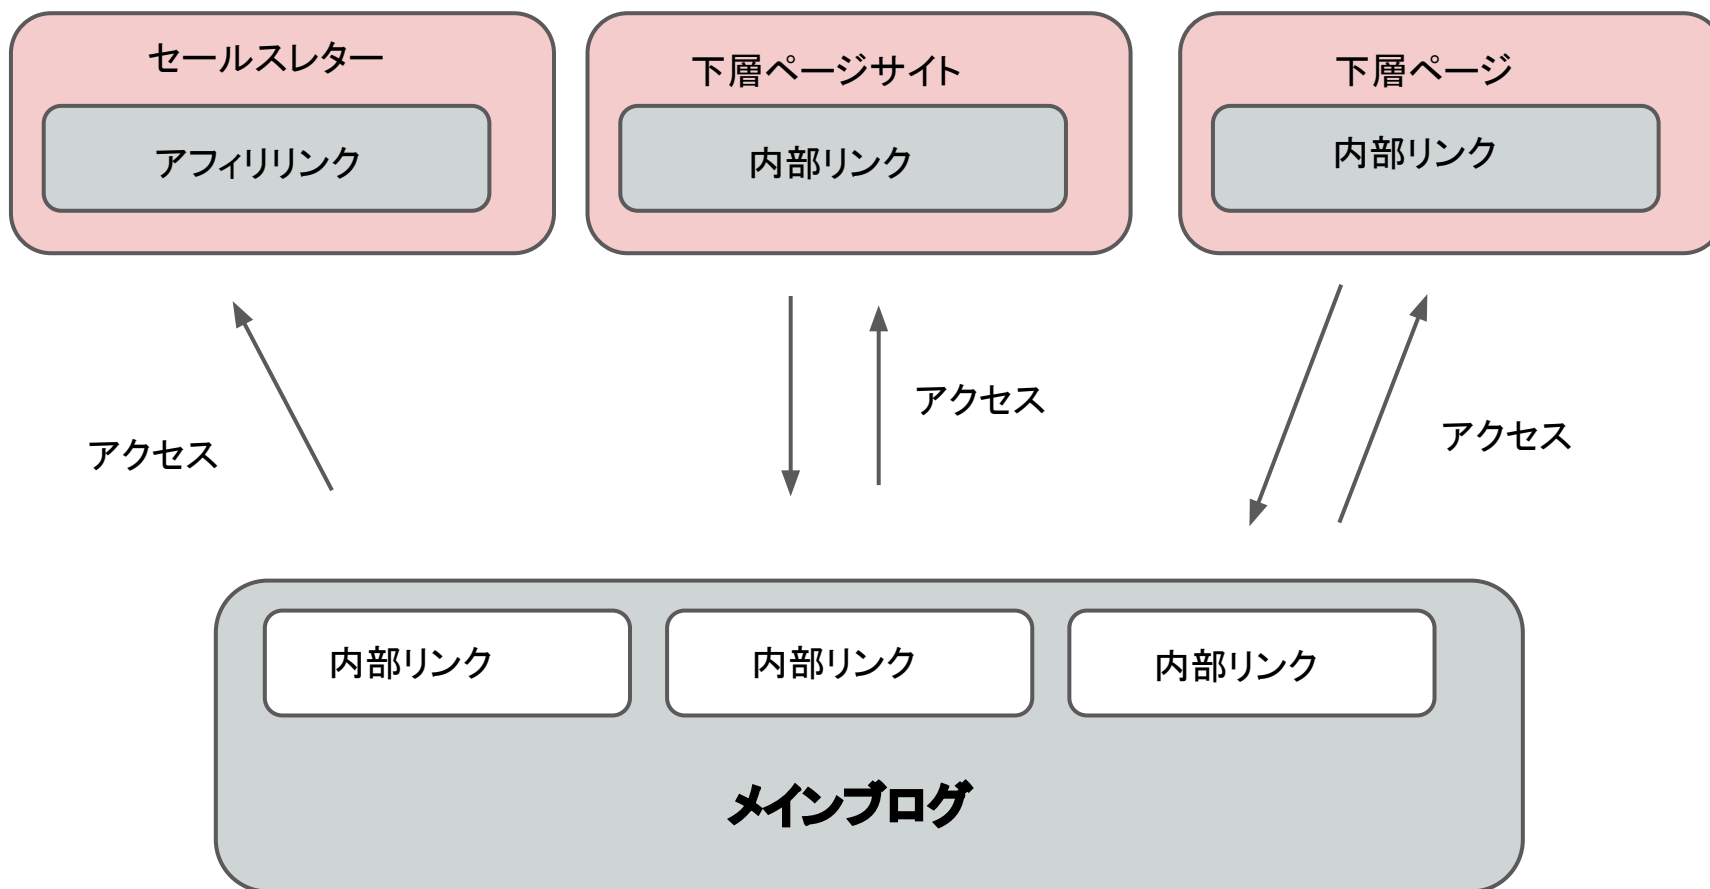 セールスレター
アフィリリンク
下層ページサイト
内部リンク
下層ページ
内部リンク
アクセス
アクセス
アクセス
内部リンク
内部リンク
内部リンク
メインブログ